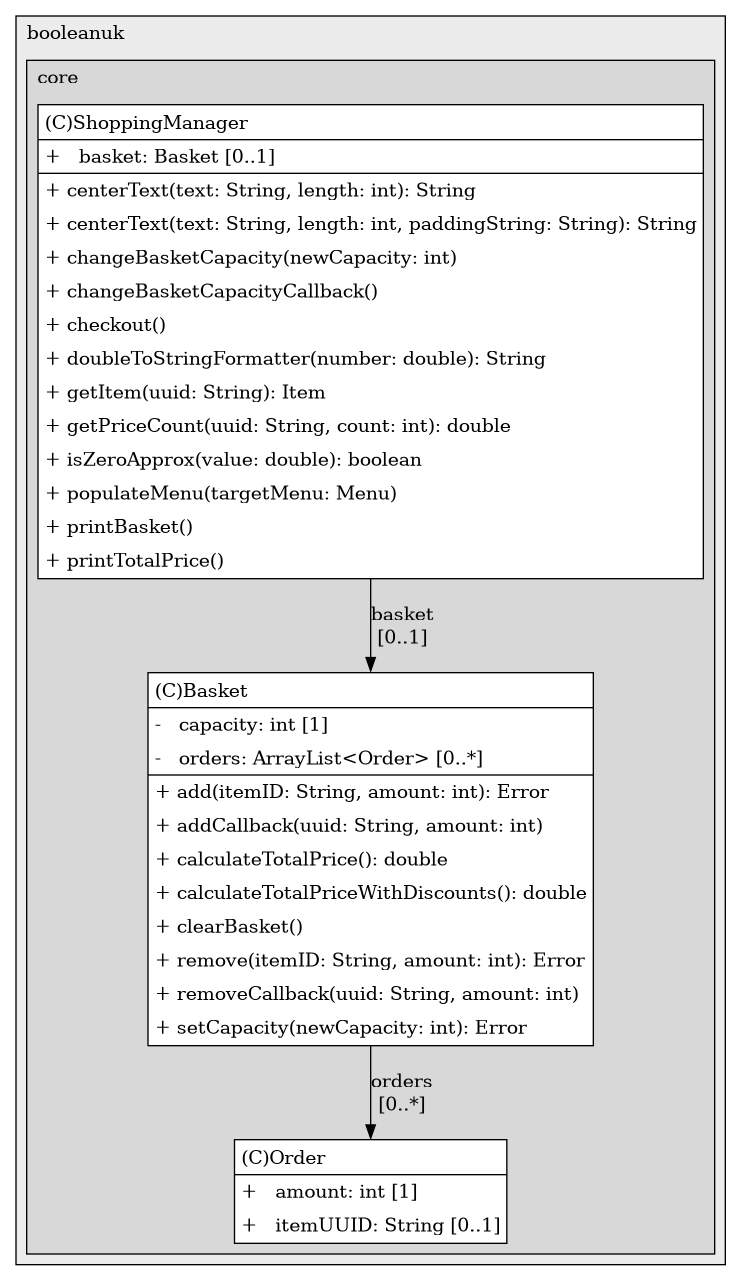 booleanuk
core
(C)ShoppingManager
+ basket: Basket [0..1]
+ centerText(text: String, length: int): String
+ centerText(text: String, length: int, paddingString: String): String
+ changeBasketCapacity(newCapacity: int)
+ changeBasketCapacityCallback()
+ checkout()
+ doubleToStringFormatter(number: double): String
+ getItem(uuid: String): Item
+ getPriceCount(uuid: String, count: int): double
+ isZeroApprox(value: double): boolean
+ populateMenu(targetMenu: Menu)
+ printBasket()
+ printTotalPrice()
basket
[0..1]
(C)Basket
- capacity: int [1]
- orders: ArrayList<Order> [0..*]
+ add(itemID: String, amount: int): Error
+ addCallback(uuid: String, amount: int)
+ calculateTotalPrice(): double
+ calculateTotalPriceWithDiscounts(): double
+ clearBasket()
+ remove(itemID: String, amount: int): Error
+ removeCallback(uuid: String, amount: int)
+ setCapacity(newCapacity: int): Error
orders
[0..*]
(C)Order
+ amount: int [1]
+ itemUUID: String [0..1]